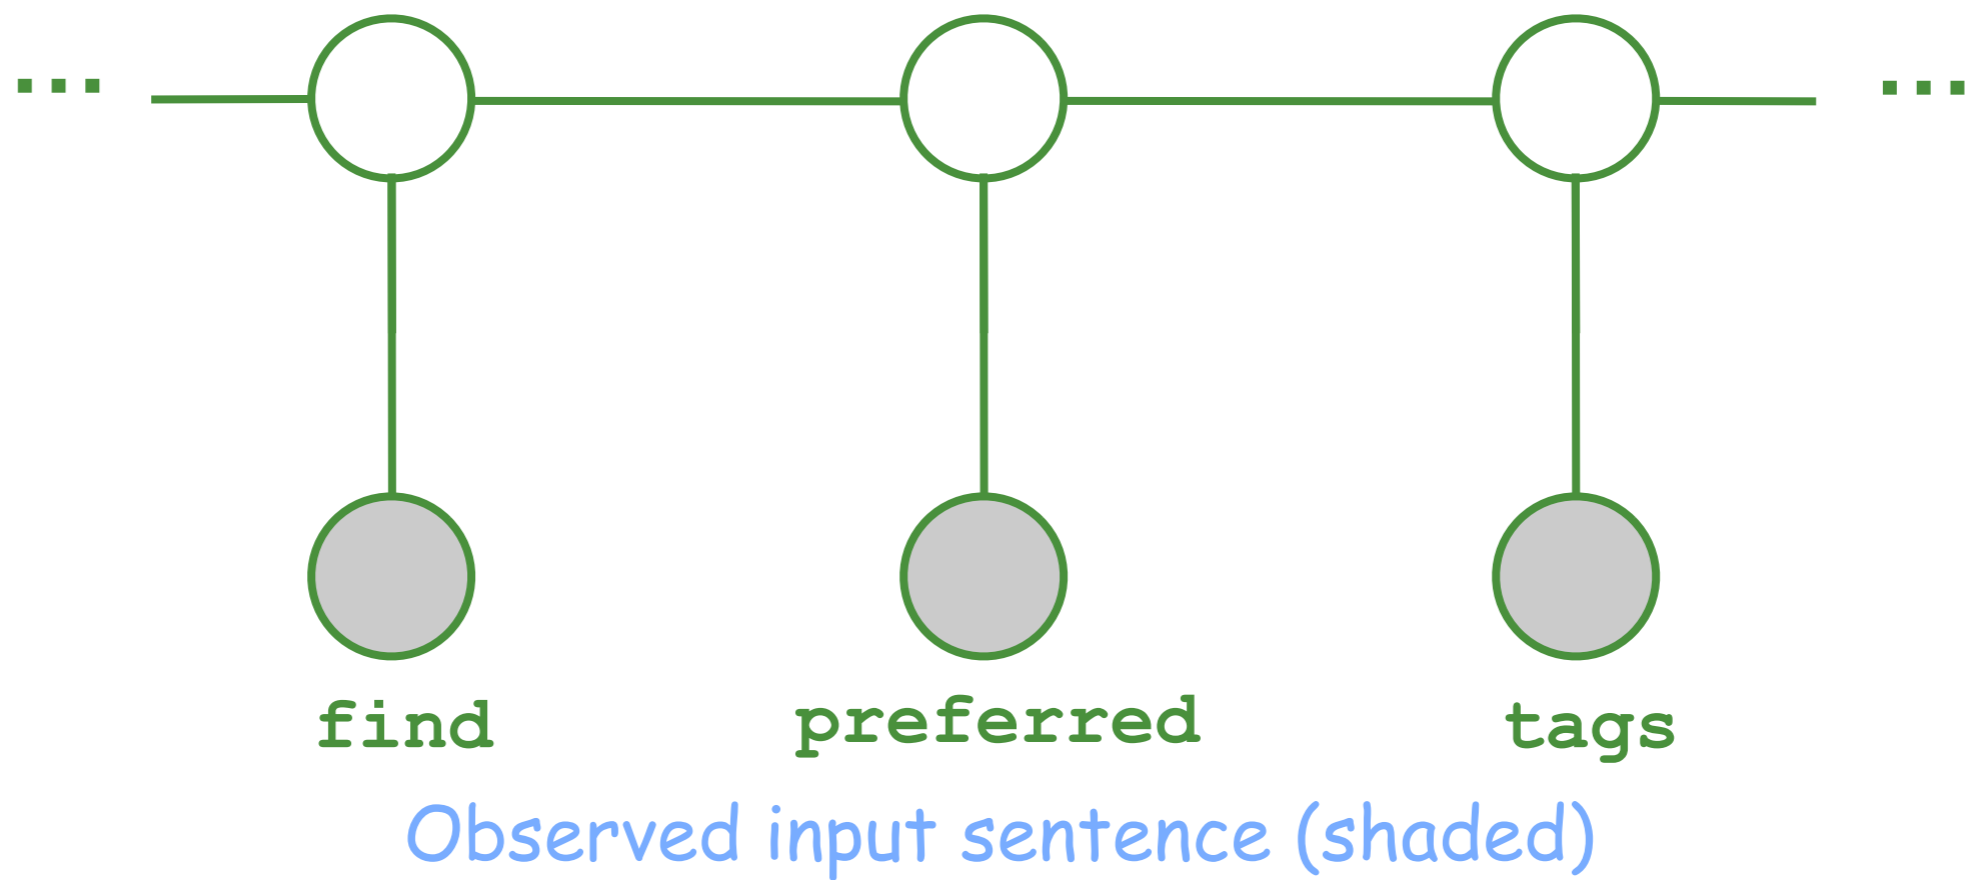 ... ...
find preferred tags
Observed input sentence (shaded)